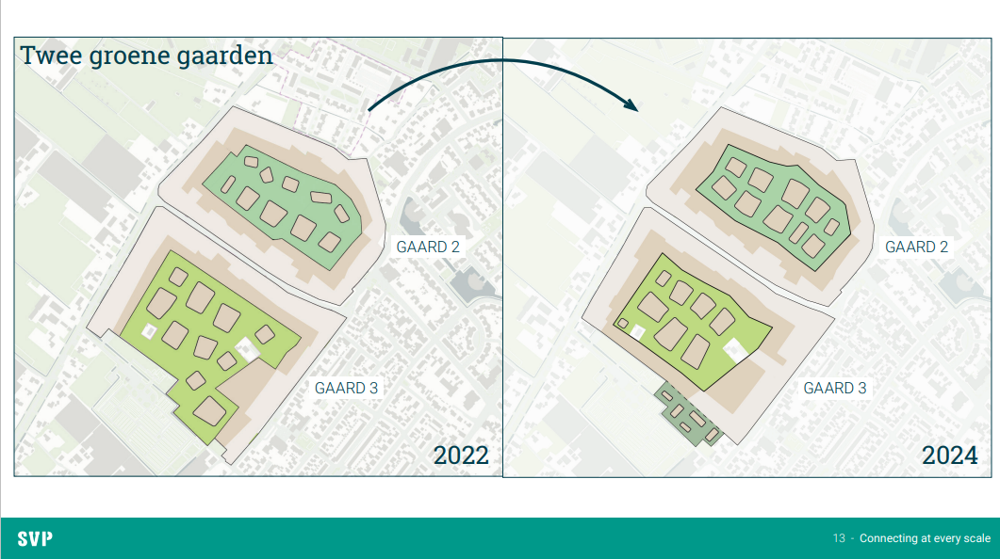 Twee groene gaarden
GAARD 2
GAARD 3
2022
GAARD 2
GAARD 3
2024
SVP
13 - Connecting at every scale